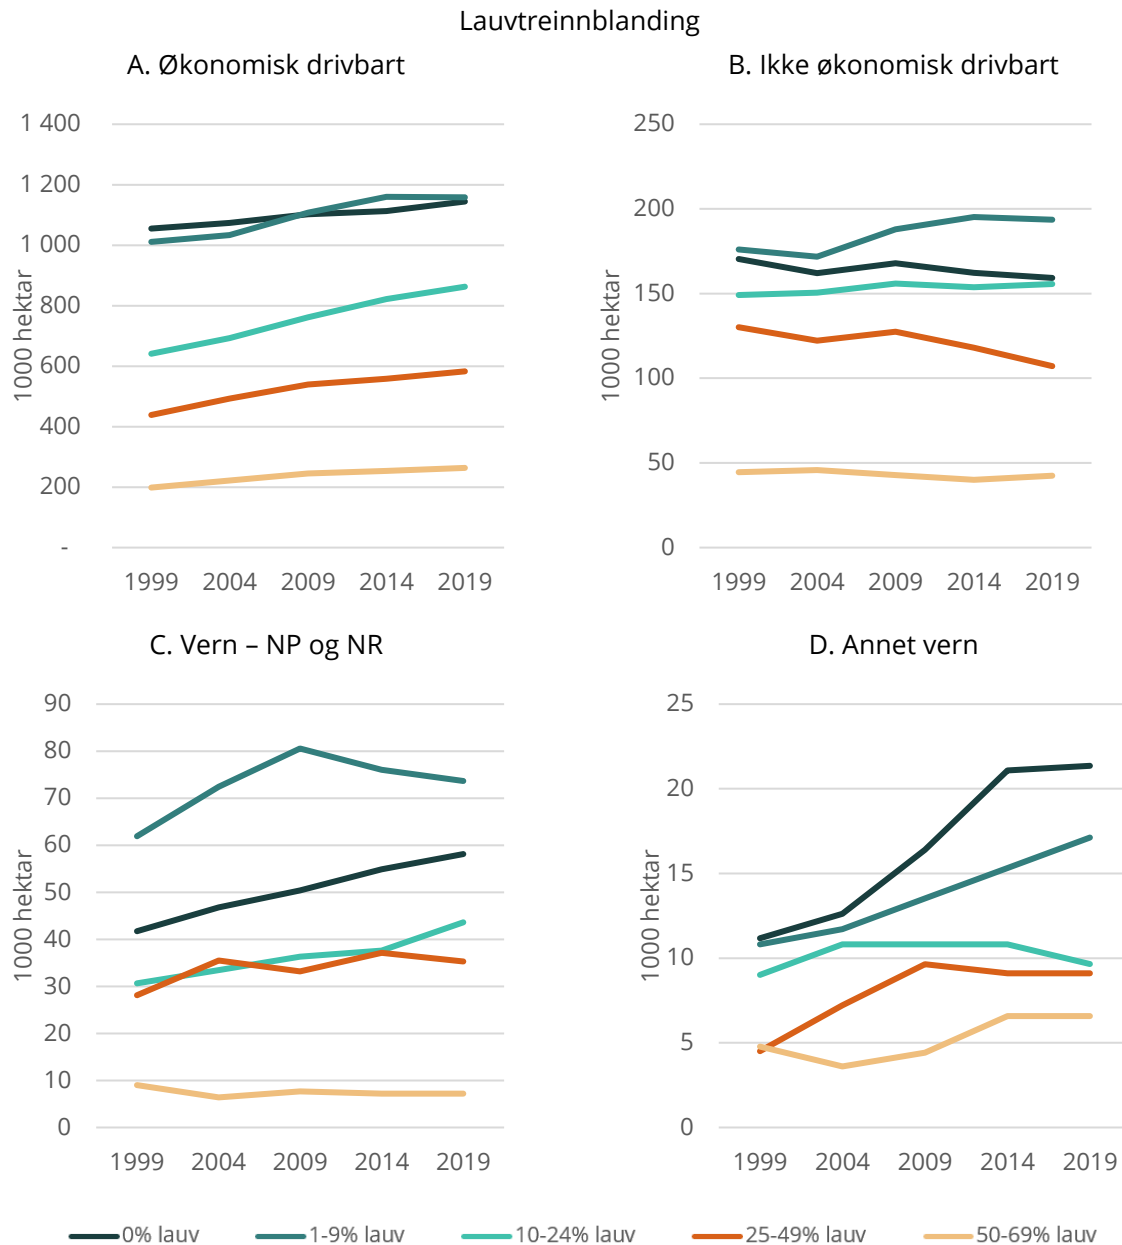 Lauvtreinnblanding
A. Økonomisk drivbart
1000 hektar
1 400
1 200
1 000
800
600
400
200
-
1999 2004 2009 2014 2019
B. Ikke økonomisk drivbart
1000 hektar
250
200
150
100
50
0
1999 2004 2009 2014 2019
C. Vern – NP og NR
1000 hektar
90
80
70
60
50
40
30
20
10
0
1999 2004 2009 2014 2019
D. Annet vern
1000 hektar
25
20
15
10
5
0
1999 2004 2009 2014 2019
0% lauv 1-9% lauv 10-24% lauv 25-49% lauv 50-69% lauv